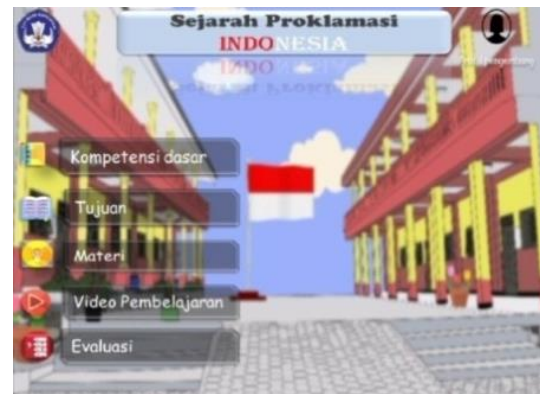 Sejarah Proklamasi
INDONESIA
Kompetensi dasar
Tujuan
Materi
Video Pembelajaran
Evaluasi